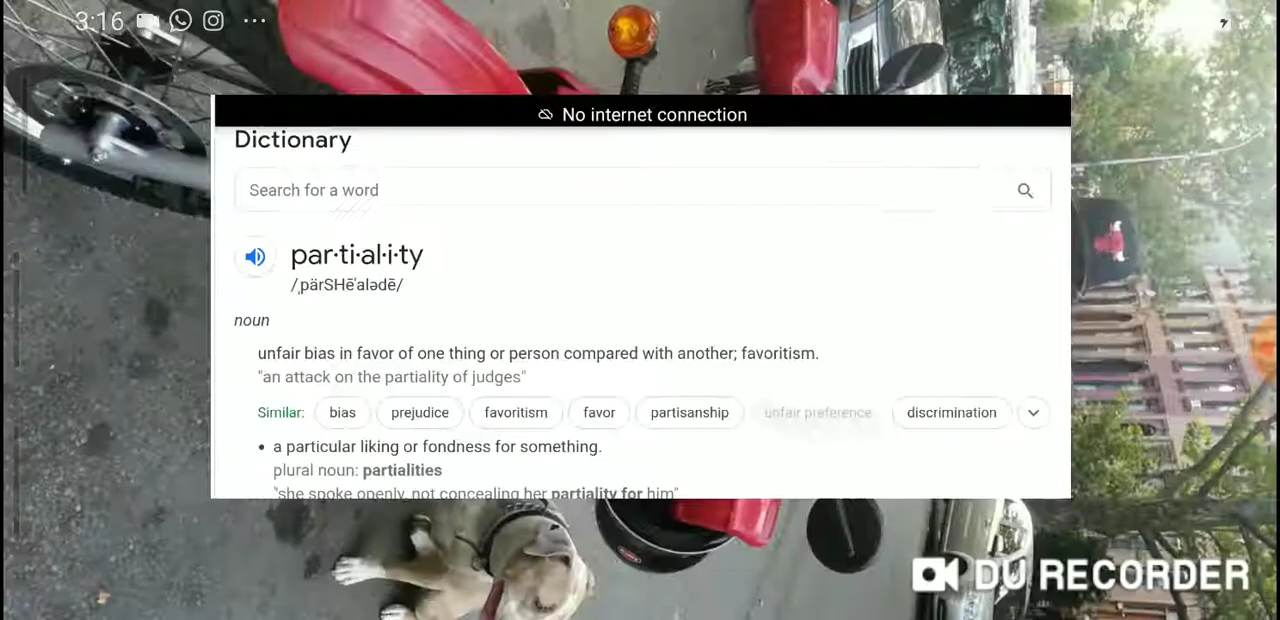 3:16
No internet connection
Dictionary
Search for a word
par·ti·al·i·ty
/ˌpärSHēˈalədē/
noun
unfair bias in favor of one thing or person compared with another; favoritism.
"an attack on the partiality of judges"
Similar: bias prejudice favoritism favor partisanship unfair preference discrimination
• a particular liking or fondness for something.
plural noun: partialities
"she spoke openly, not concealing her partiality for him"
DU RECORDER